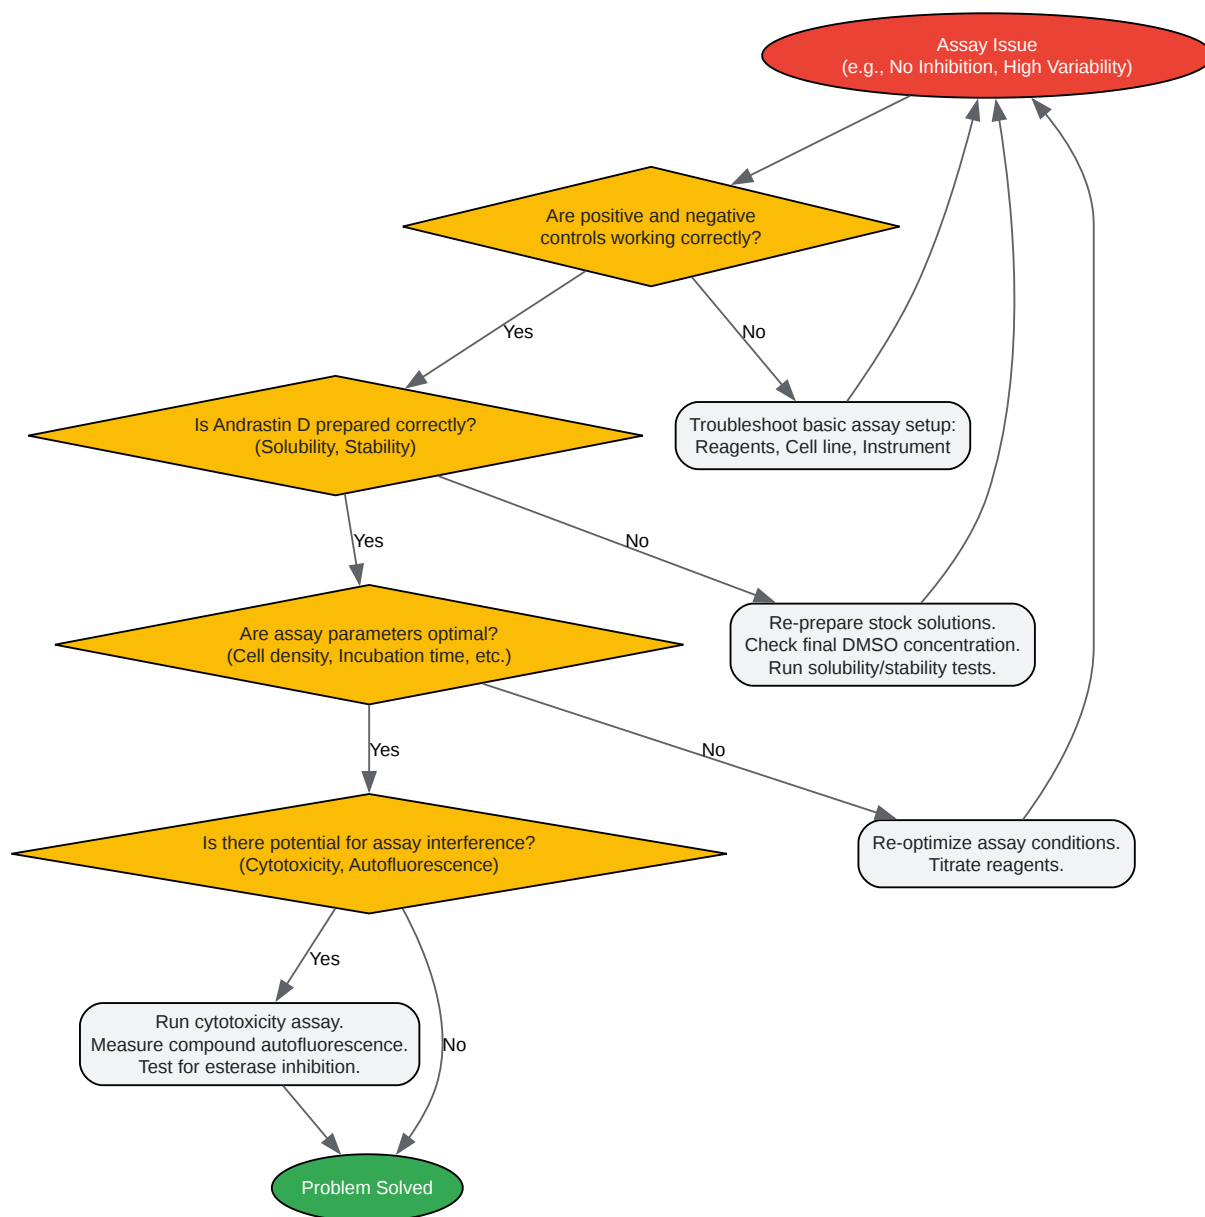 Assay Issue
(e.g., No Inhibition, High Variability)
Are positive and negative
controls working correctly?
Yes
No
Is Andrastin D prepared correctly?
(Solubility, Stability)
Troubleshoot basic assay setup:
Reagents, Cell line, Instrument
Yes
No
Are assay parameters optimal?
(Cell density, Incubation time, etc.)
Re-prepare stock solutions.
Check final DMSO concentration.
Run solubility/stability tests.
Yes
No
Is there potential for assay interference?
(Cytotoxicity, Autofluorescence)
Re-optimize assay conditions.
Titrate reagents.
Yes
No
Run cytotoxicity assay.
Measure compound autofluorescence.
Test for esterase inhibition.
Problem Solved